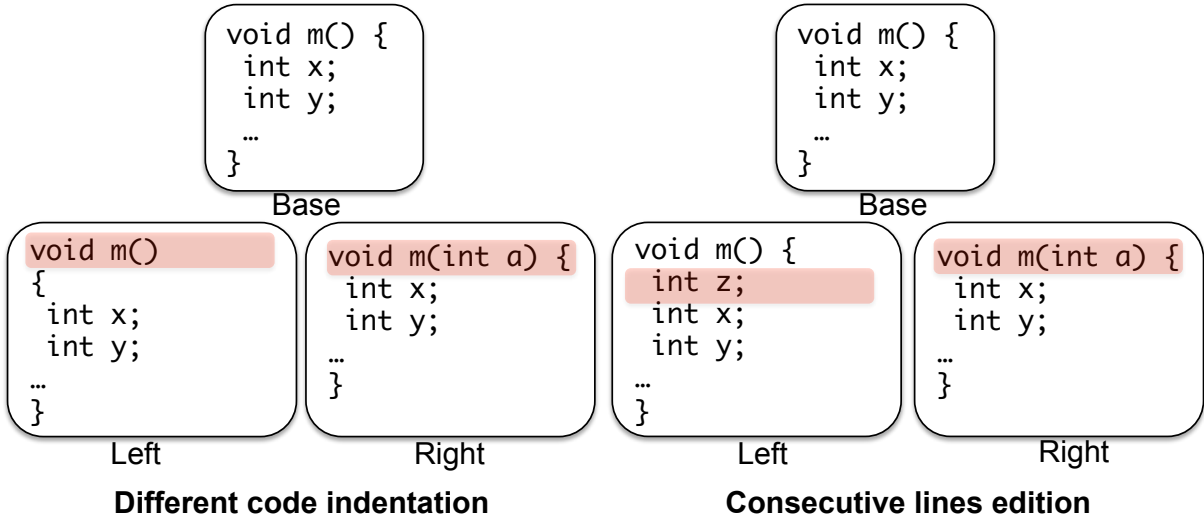 void m() {
int x;
int y;
…
}
Base
void m()
{
int x;
int y;
…
}
Left
void m(int a) {
int x;
int y;
…
}
Right
Different code indentation
void m() {
int x;
int y;
…
}
Base
void m() {
int z;
int x;
int y;
…
}
Left
void m(int a) {
int x;
int y;
…
}
Right
Consecutive lines edition